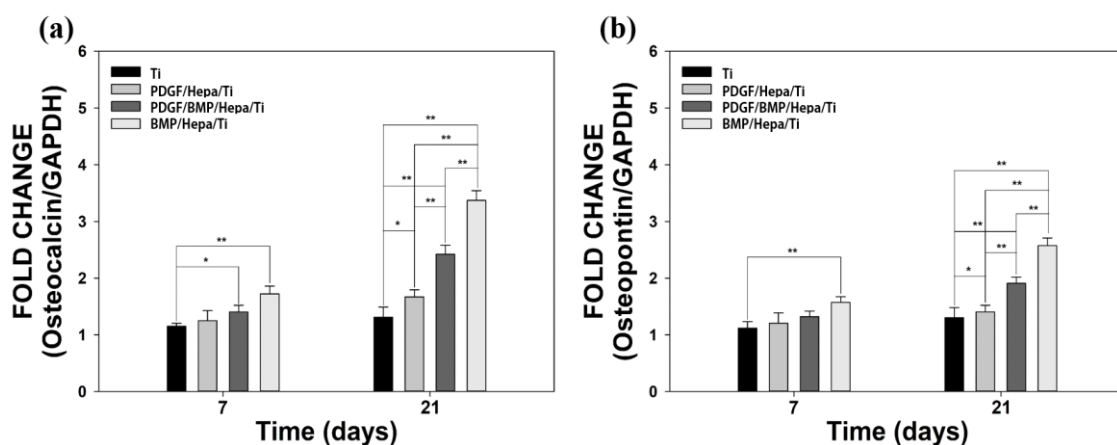 (a)
FOLD CHANGE
(Osteocalcin/GAPDH)
6
5
4
3
2
1
0
Ti
PDGF/Hepa/Ti
PDGF/BMP/Hepa/Ti
BMP/Hepa/Ti
**
*
**
**
**
**
**
*
7
21
Time (days)
(b)
FOLD CHANGE
(Osteopontin/GAPDH)
6
5
4
3
2
1
0
Ti
PDGF/Hepa/Ti
PDGF/BMP/Hepa/Ti
BMP/Hepa/Ti
**
**
**
**
**
**
*
7
21
Time (days)